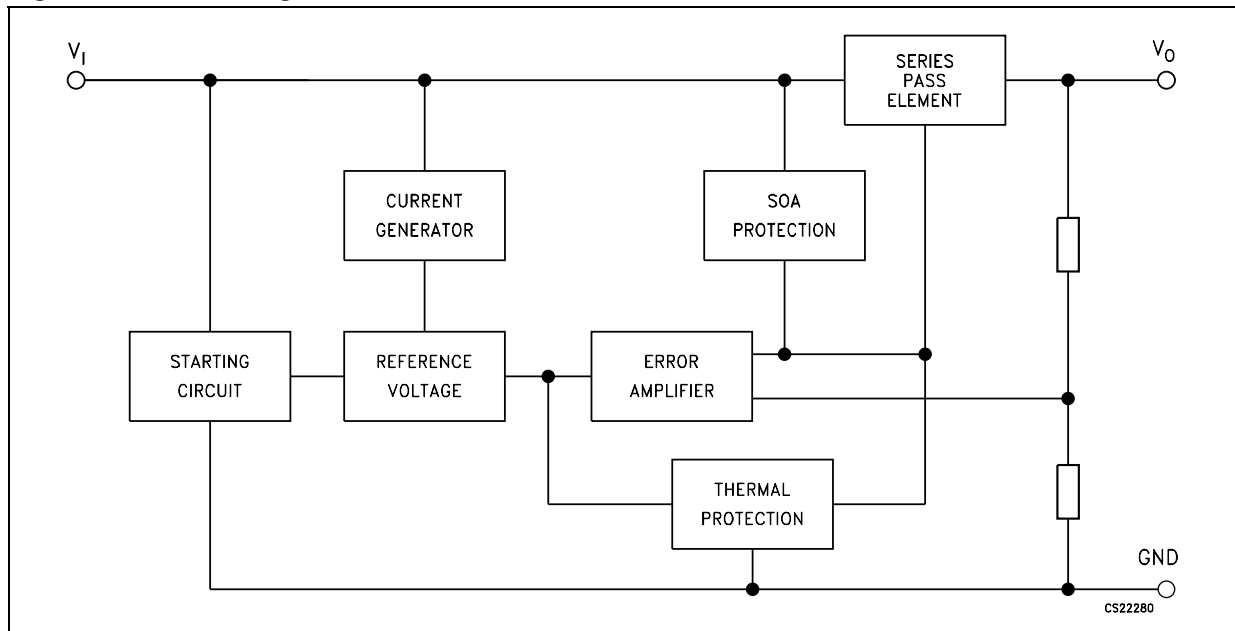 V_I
V_O
SERIES
PASS
ELEMENT
CURRENT
GENERATOR
SOA
PROTECTION
STARTING
CIRCUIT
REFERENCE
VOLTAGE
ERROR
AMPLIFIER
THERMAL
PROTECTION
GND
CS22280